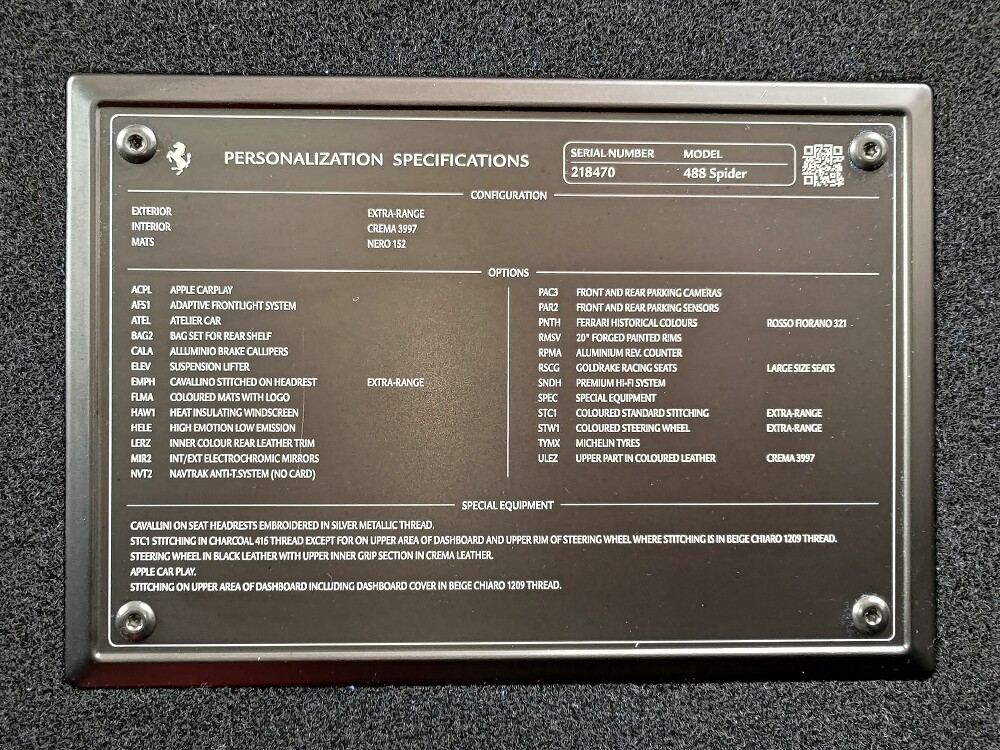 PERSONALIZATION SPECIFICATIONS
SERIAL NUMBER MODEL
218470 488 Spider
CONFIGURATION
EXTERIOR EXTRA-RANGE
INTERIOR CREMA 3997
MATS NERO 152
OPTIONS
ACPL APPLE CARPLAY
AFS1 ADAPTIVE FRONTLIGHT SYSTEM
ATEL ATELIER CAR
BAG2 BAG SET FOR REAR SHELF
CALA ALLUMINIO BRAKE CALLIPERS
ELEV SUSPENSION LIFTER
EMPH CAVALLINO STITCHED ON HEADREST EXTRA-RANGE
FLMA COLOURED MATS WITH LOGO
HAW1 HEAT INSULATING WINDSCREEN
HELE HIGH EMOTION LOW EMISSION
LERZ INNER COLOUR REAR LEATHER TRIM
MIR2 INT/EXT ELECTROCHROMIC MIRRORS
NVT2 NAVTRAK ANTI-T.SYSTEM (NO CARD)
PAC3 FRONT AND REAR PARKING CAMERAS
PAR2 FRONT AND REAR PARKING SENSORS
PNTH FERRARI HISTORICAL COLOURS ROSSO FIORANO 321
RMSV 20" FORGED PAINTED RIMS
RPMA ALUMINIUM REV. COUNTER
RSCG GOLDRAKE RACING SEATS LARGE SIZE SEATS
SNDH PREMIUM HI-FI SYSTEM
SPEC SPECIAL EQUIPMENT
STC1 COLOURED STANDARD STITCHING EXTRA-RANGE
STW1 COLOURED STEERING WHEEL EXTRA-RANGE
TYMX MICHELIN TYRES
ULEZ UPPER PART IN COLOURED LEATHER CREMA 3997
SPECIAL EQUIPMENT
CAVALLINI ON SEAT HEADRESTS EMBROIDERED IN SILVER METALLIC THREAD.
STC1 STITCHING IN CHARCOAL 416 THREAD EXCEPT FOR ON UPPER AREA OF DASHBOARD AND UPPER RIM OF STEERING WHEEL WHERE STITCHING IS IN BEIGE CHIARO 1209 THREAD.
STEERING WHEEL IN BLACK LEATHER WITH UPPER INNER GRIP SECTION IN CREMA LEATHER.
APPLE CAR PLAY.
STITCHING ON UPPER AREA OF DASHBOARD INCLUDING DASHBOARD COVER IN BEIGE CHIARO 1209 THREAD.